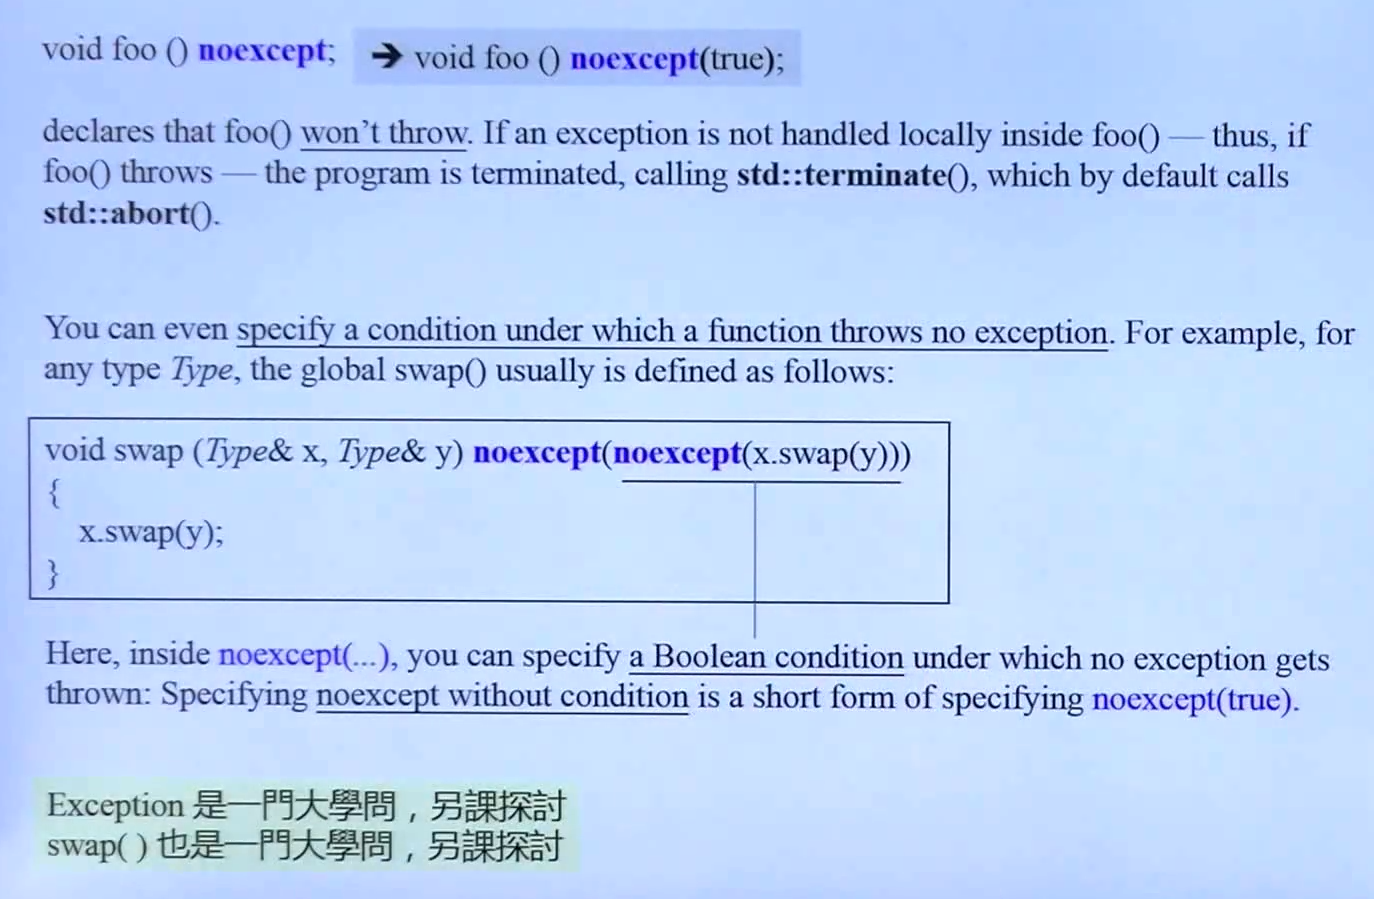 void foo () noexcept; ➔ void foo () noexcept(true);
declares that foo() won’t throw. If an exception is not handled locally inside foo() — thus, if
foo() throws — the program is terminated, calling std::terminate(), which by default calls
std::abort().
You can even specify a condition under which a function throws no exception. For example, for
any type Type, the global swap() usually is defined as follows:
void swap (Type& x, Type& y) noexcept(noexcept(x.swap(y)))
{
x.swap(y);
}
Here, inside noexcept(...), you can specify a Boolean condition under which no exception gets
thrown: Specifying noexcept without condition is a short form of specifying noexcept(true).
Exception 是一門大學問，另課探討
swap( ) 也是一門大學問，另課探討